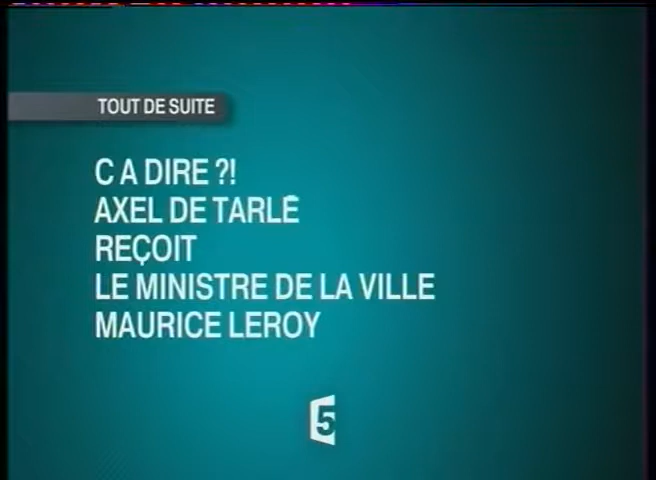 TOUT DE SUITE
C A DIRE ?!
AXEL DE TARLÉ
REÇOIT
LE MINISTRE DE LA VILLE
MAURICE LEROY
5